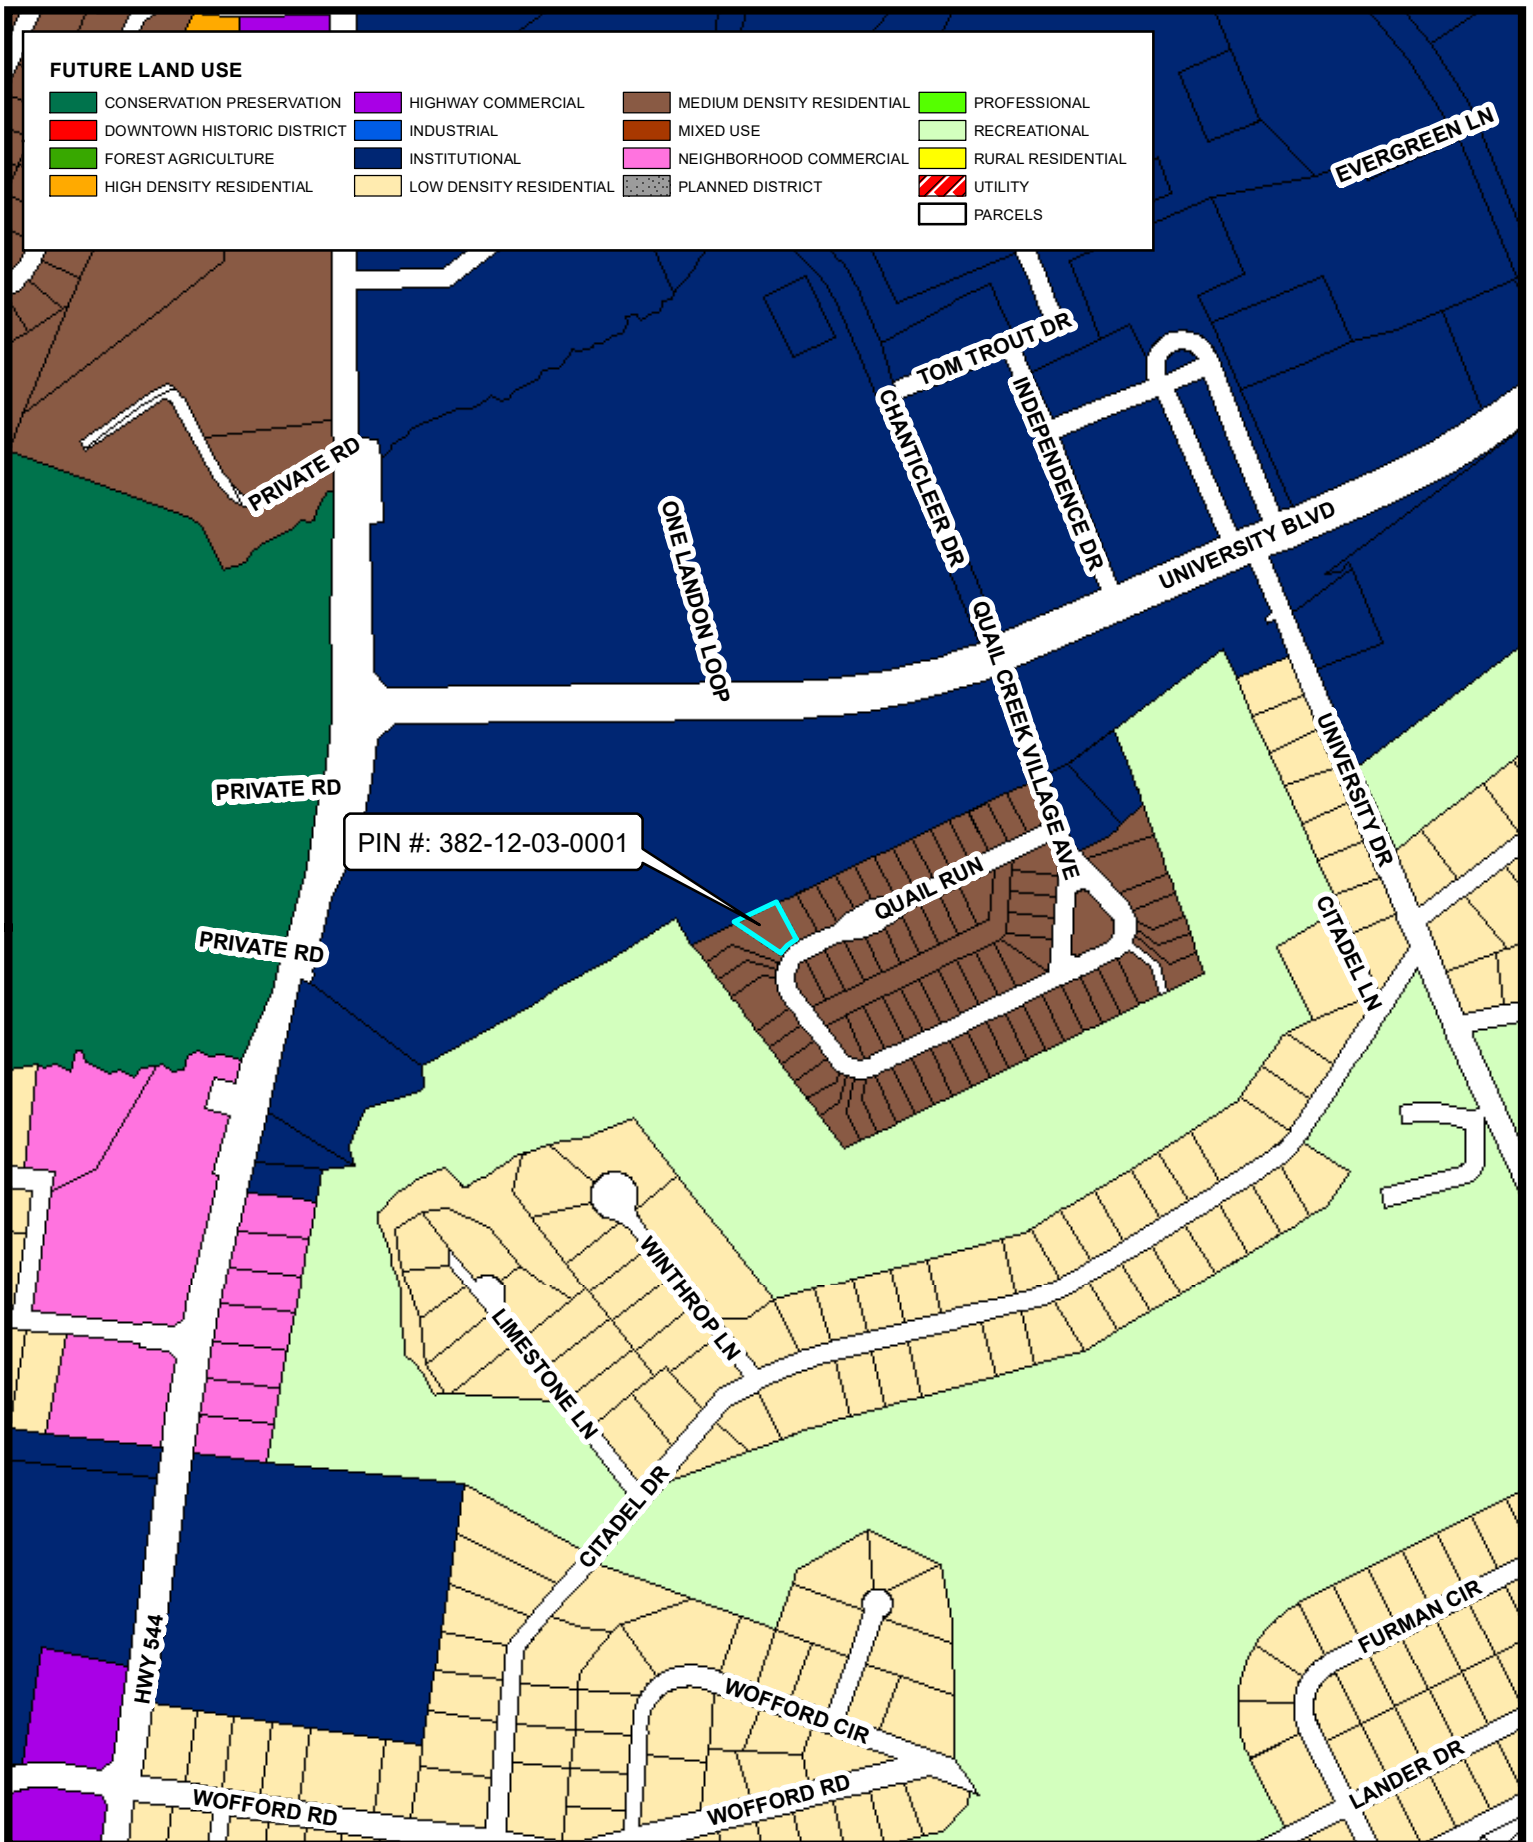 FUTURE LAND USE
CONSERVATION PRESERVATION
DOWNTOWN HISTORIC DISTRICT
FOREST AGRICULTURE
HIGH DENSITY RESIDENTIAL
HIGHWAY COMMERCIAL
INDUSTRIAL
INSTITUTIONAL
LOW DENSITY RESIDENTIAL
MEDIUM DENSITY RESIDENTIAL
MIXED USE
NEIGHBORHOOD COMMERCIAL
PLANNED DISTRICT
PROFESSIONAL
RECREATIONAL
RURAL RESIDENTIAL
UTILITY
PARCELS
EVERGREEN LN
TOM TROUT DR
INDEPENDENCE DR
CHANTICLEER DR
PRIVATE RD
ONE LANDON LOOP
UNIVERSITY BLVD
QUAIL CREEK VILLAGE AVE
UNIVERSITY DR
PRIVATE RD
PIN #: 382-12-03-0001
QUAIL RUN
PRIVATE RD
CITADEL LN
WINTHROP LN
LIMESTONE LN
CITADEL DR
HWY 544
FURMAN CIR
WOFFORD CIR
LANDER DR
WOFFORD RD
WOFFORD RD